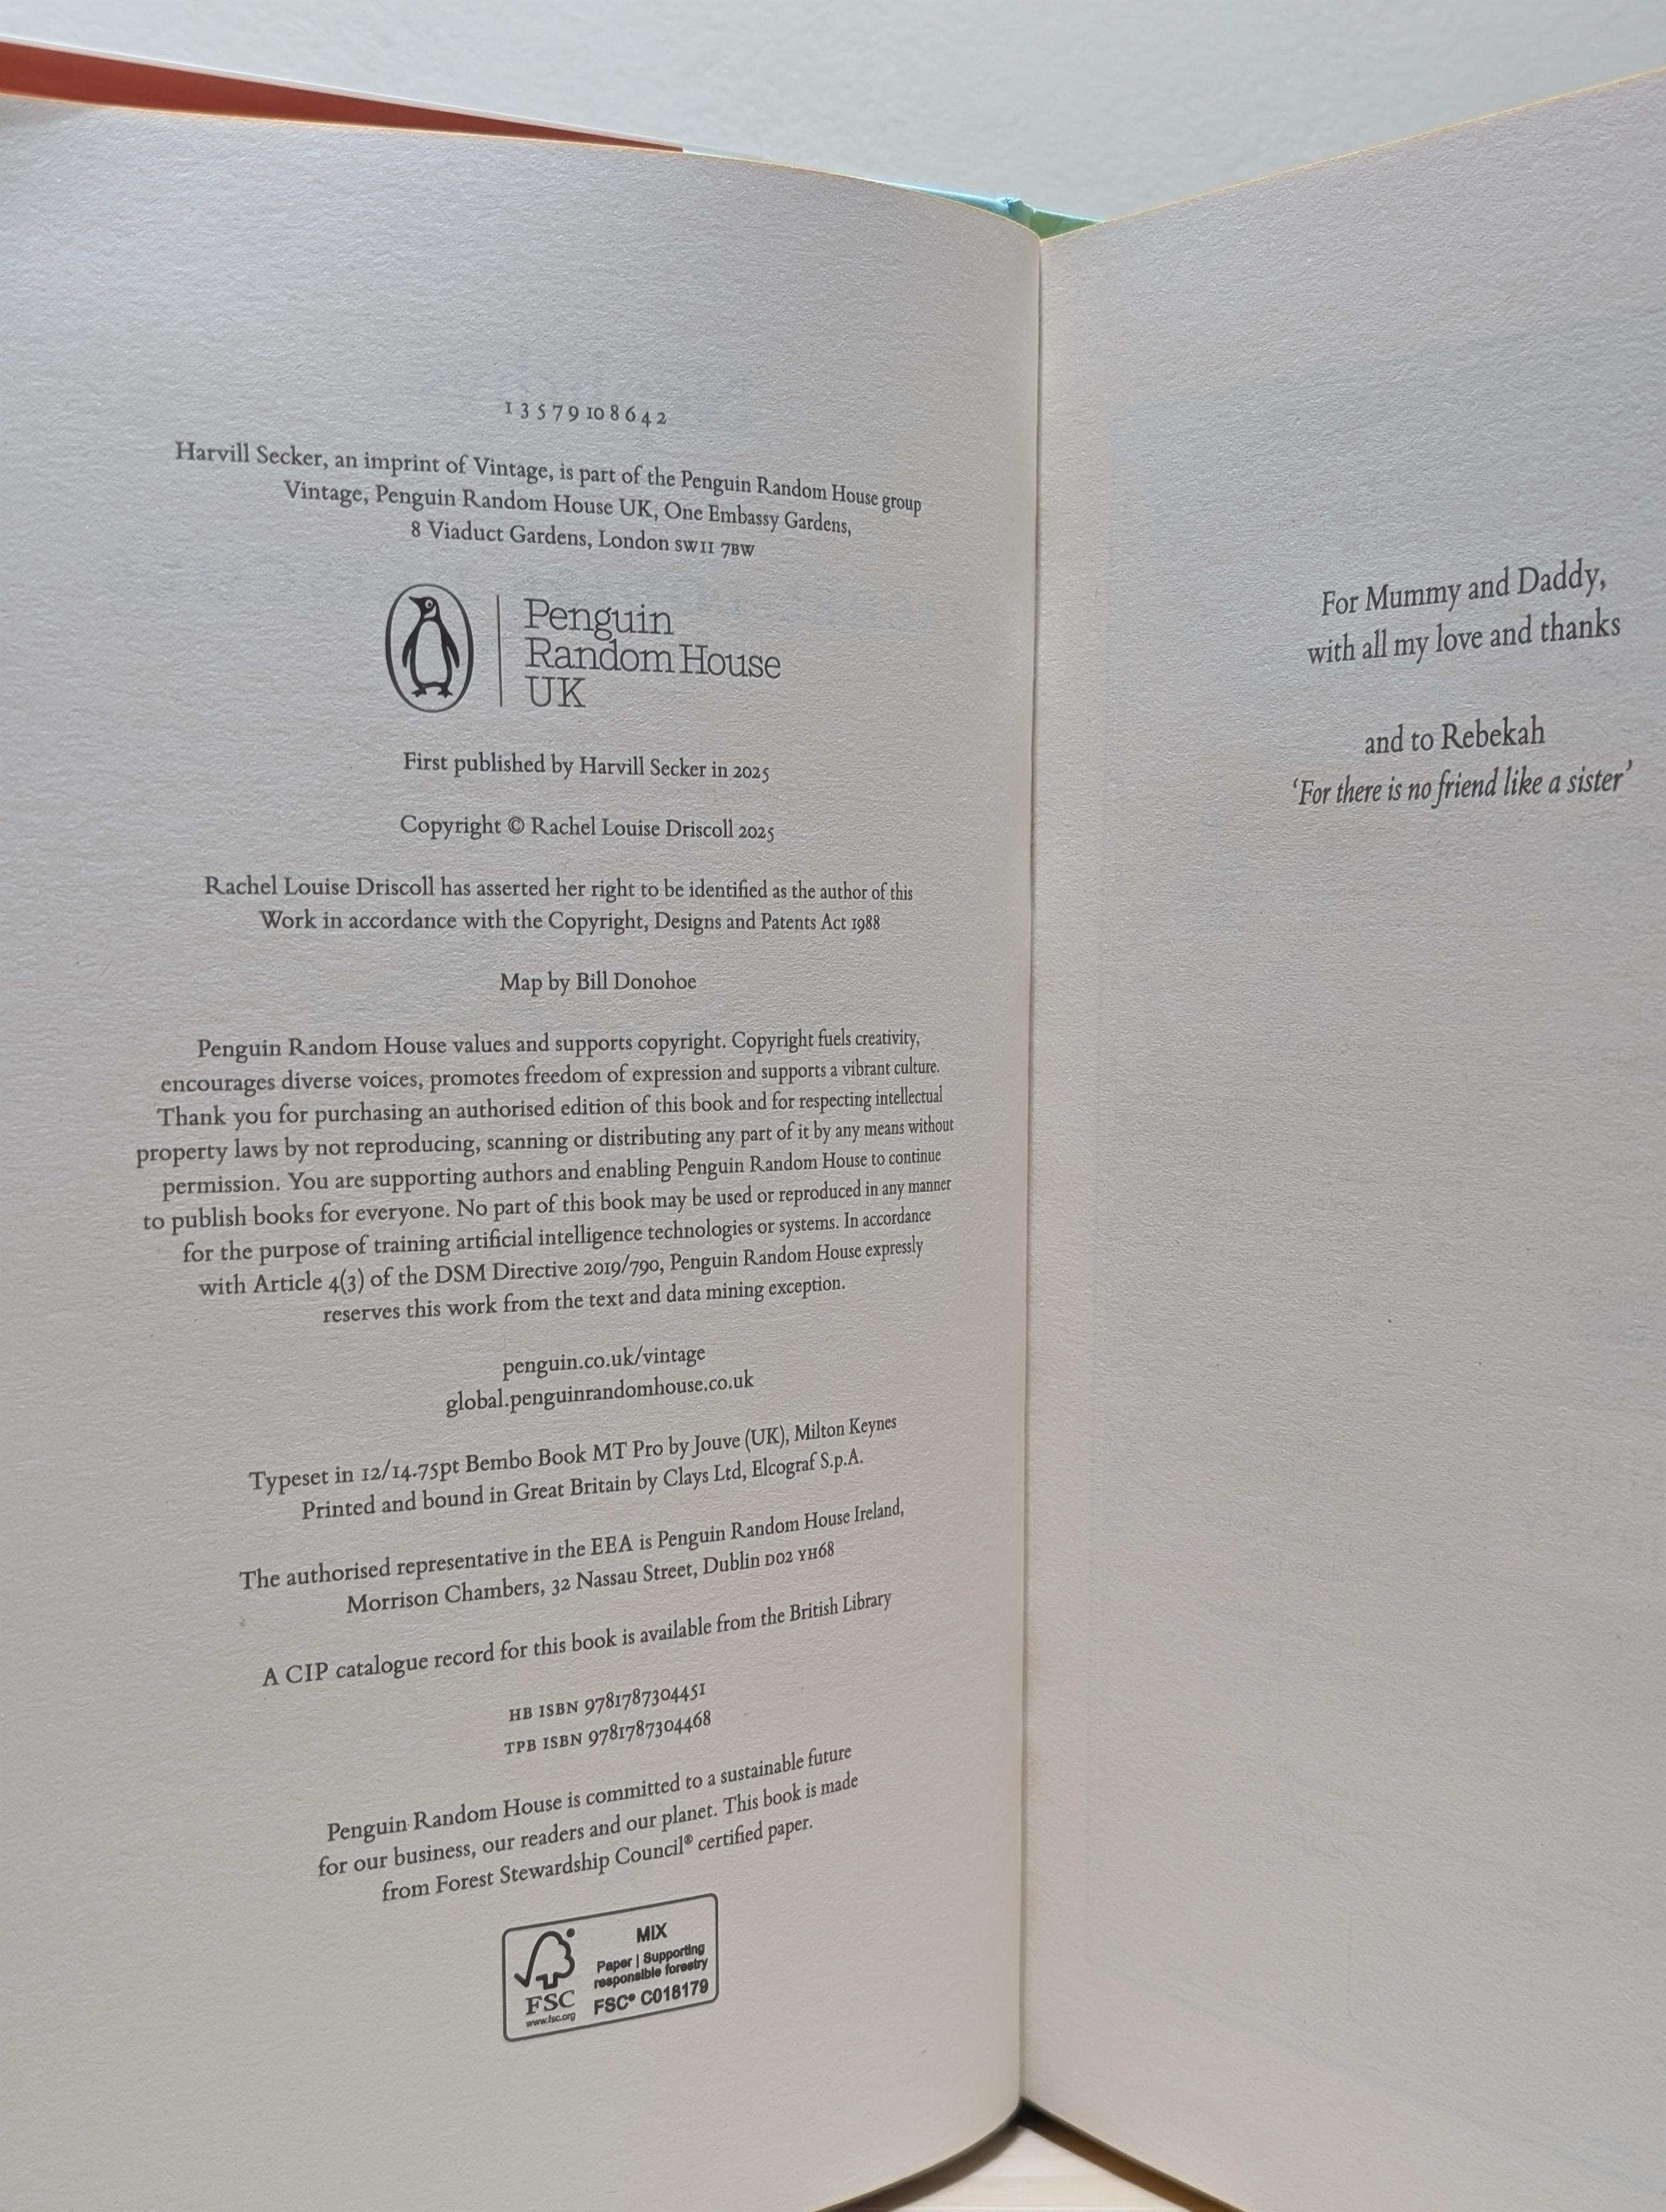 1 3 5 7 9 10 8 6 4 2
Harvill Secker, an imprint of Vintage, is part of the Penguin Random House group
Vintage, Penguin Random House UK, One Embassy Gardens,
8 Viaduct Gardens, London SW11 7BW
Penguin
Random House
UK
First published by Harvill Secker in 2025
Copyright © Rachel Louise Driscoll 2025
Rachel Louise Driscoll has asserted her right to be identified as the author of this
Work in accordance with the Copyright, Designs and Patents Act 1988
Map by Bill Donohoe
Penguin Random House values and supports copyright. Copyright fuels creativity,
encourages diverse voices, promotes freedom of expression and supports a vibrant culture.
Thank you for purchasing an authorised edition of this book and for respecting intellectual
property laws by not reproducing, scanning or distributing any part of it by any means without
permission. You are supporting authors and enabling Penguin Random House to continue
to publish books for everyone. No part of this book may be used or reproduced in any manner
for the purpose of training artificial intelligence technologies or systems. In accordance
with Article 4(3) of the DSM Directive 2019/790, Penguin Random House expressly
reserves this work from the text and data mining exception.
penguin.co.uk/vintage
global.penguinrandomhouse.co.uk
Typeset in 12/14.75pt Bembo Book MT Pro by Jouve (UK), Milton Keynes
Printed and bound in Great Britain by Clays Ltd, Elcograf S.p.A.
The authorised representative in the EEA is Penguin Random House Ireland,
Morrison Chambers, 32 Nassau Street, Dublin D02 YH68
A CIP catalogue record for this book is available from the British Library
HB ISBN 9781787304451
TPB ISBN 9781787304468
Penguin Random House is committed to a sustainable future
for our business, our readers and our planet. This book is made
from Forest Stewardship Council® certified paper.
MIX
Paper | Supporting
responsible forestry
FSC® C018179
FSC
www.fsc.org
For Mummy and Daddy,
with all my love and thanks
and to Rebekah
‘For there is no friend like a sister’